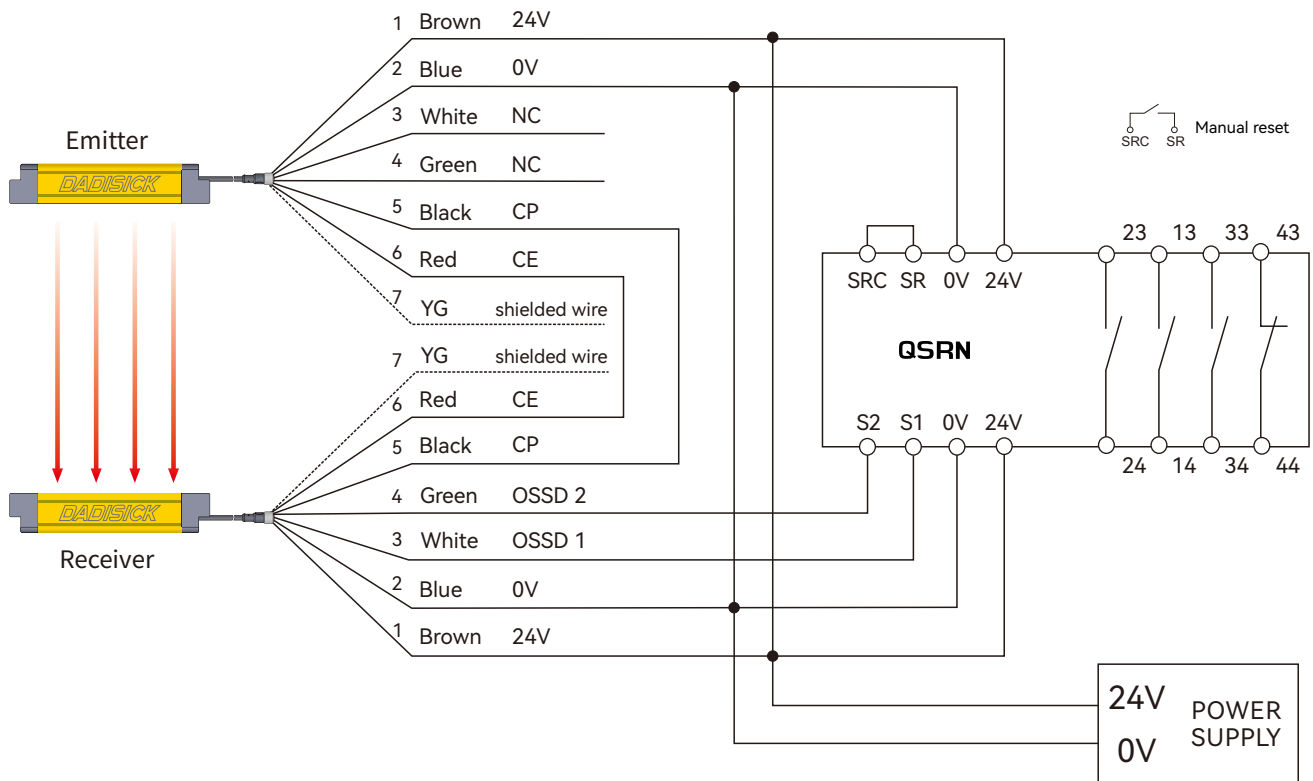 1 Brown 24V
2 Blue 0V
3 White NC
Emitter
4 Green NC
DADISICK
5 Black CP
6 Red CE
7 YG shielded wire
7 YG shielded wire
6 Red CE
5 Black CP
4 Green OSSD 2
DADISICK
3 White OSSD 1
Receiver
2 Blue 0V
1 Brown 24V
SRC SR Manual reset
23 13 33 43
SRC SR 0V 24V
QSRN
S2 S1 0V 24V
24 14 34 44
24V
0V
POWER
SUPPLY